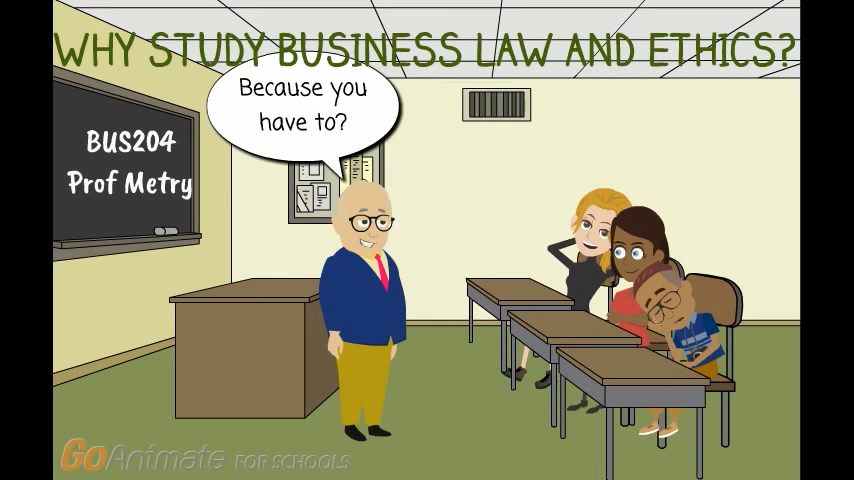 WHY STUDY BUSINESS LAW AND ETHICS?
Because you
have to?
BUS204
Prof Metry
GoAnimate FOR SCHOOLS